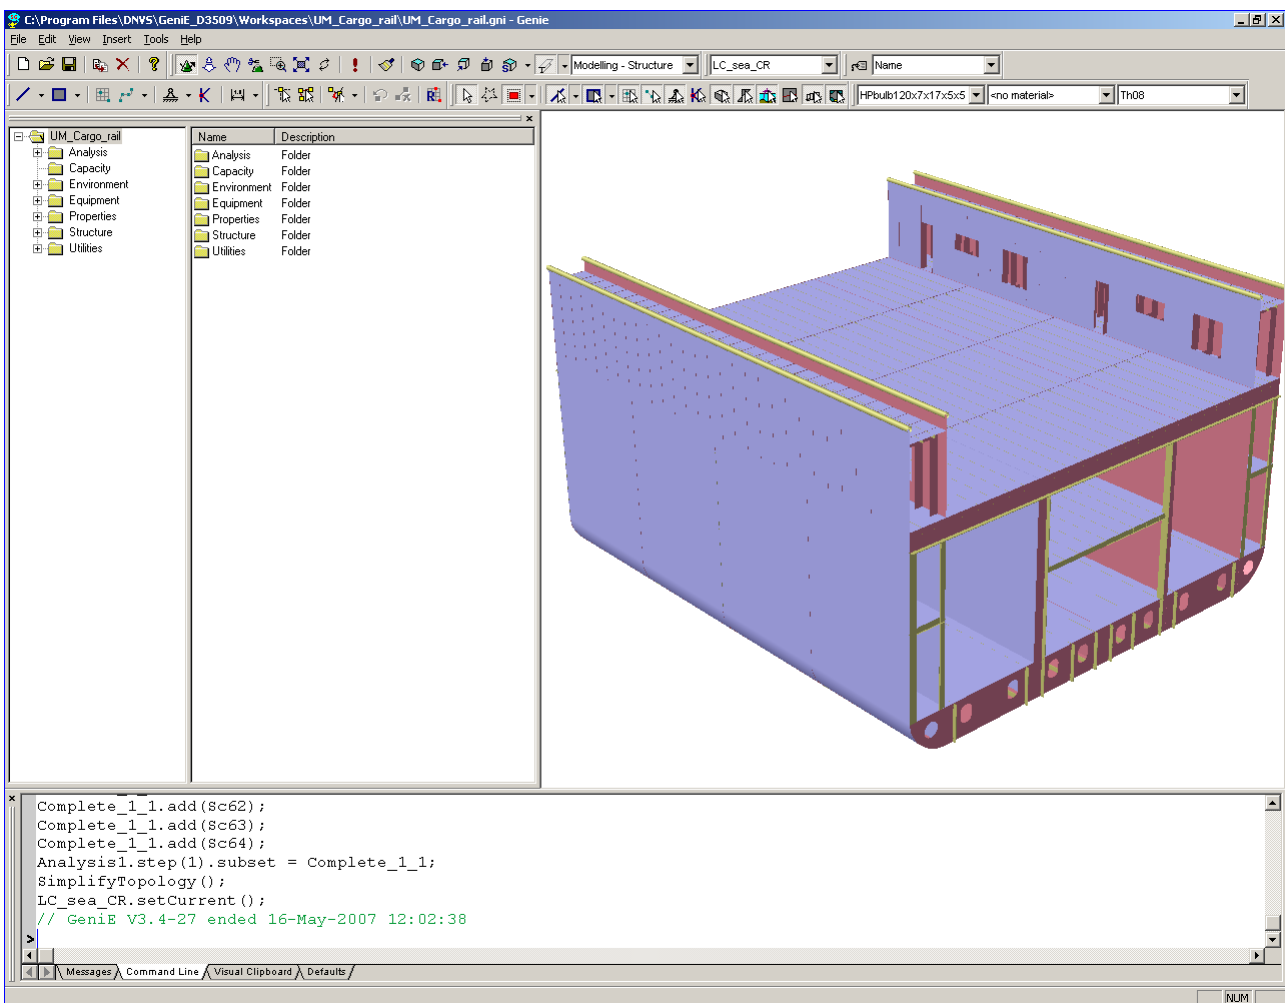 C:\Program Files\DNVS\GeniE_D3509\Workspaces\UM_Cargo_rail\UM_Cargo_rail.gni - Genie
File Edit View Insert Tools Help
Modelling - Structure LC_sea_CR Name
HPbulb120x7x17x5x5 <no material> Th08
UM_Cargo_rail
Analysis
Capacity
Environment
Equipment
Properties
Structure
Utilities
Name Description
Analysis Folder
Capacity Folder
Environment Folder
Equipment Folder
Properties Folder
Structure Folder
Utilities Folder
Complete_1_1.add(Sc62);
Complete_1_1.add(Sc63);
Complete_1_1.add(Sc64);
Analysis1.step(1).subset = Complete_1_1;
SimplifyTopology();
LC_sea_CR.setCurrent();
// GeniE V3.4-27 ended 16-May-2007 12:02:38
>
Messages Command Line Visual Clipboard Defaults
NUM